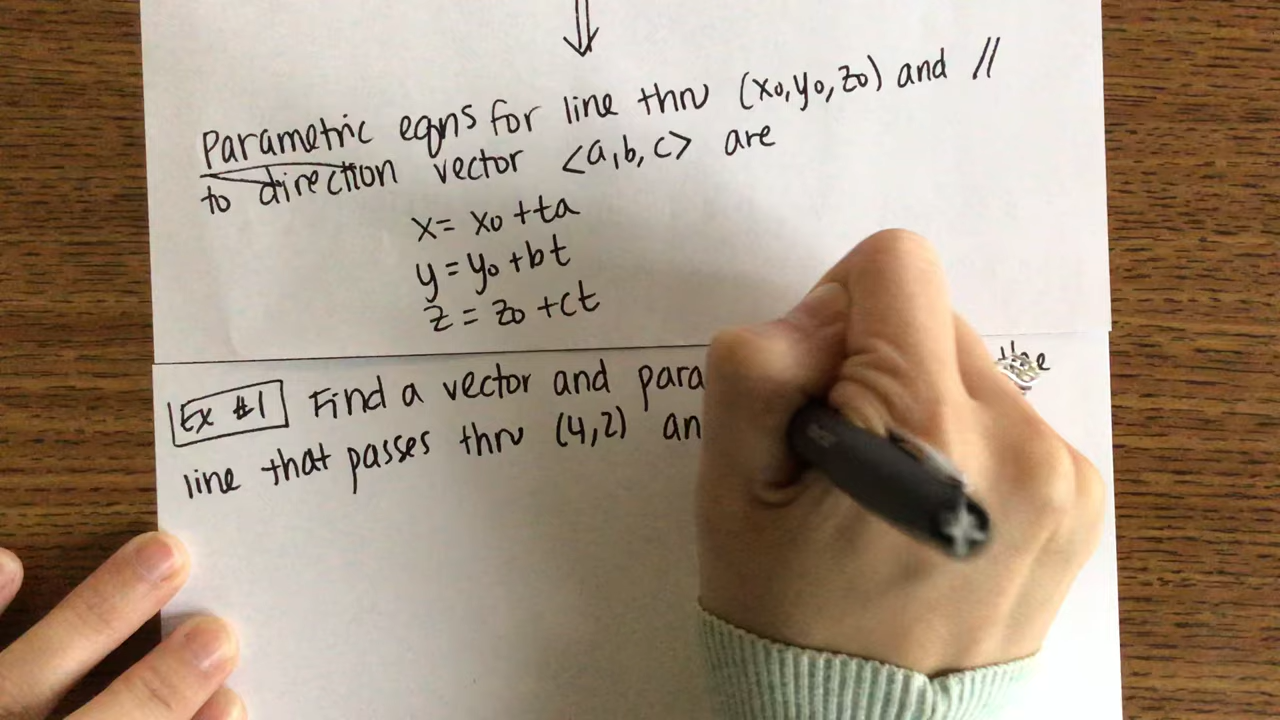 Parametric eqns for line thru (x0,y0,z0) and //
to direction vector <a,b,c> are
x= x0 +ta
y = y0 +bt
z = z0 +ct
Ex #1 Find a vector and para the
line that passes thru (4,2) an